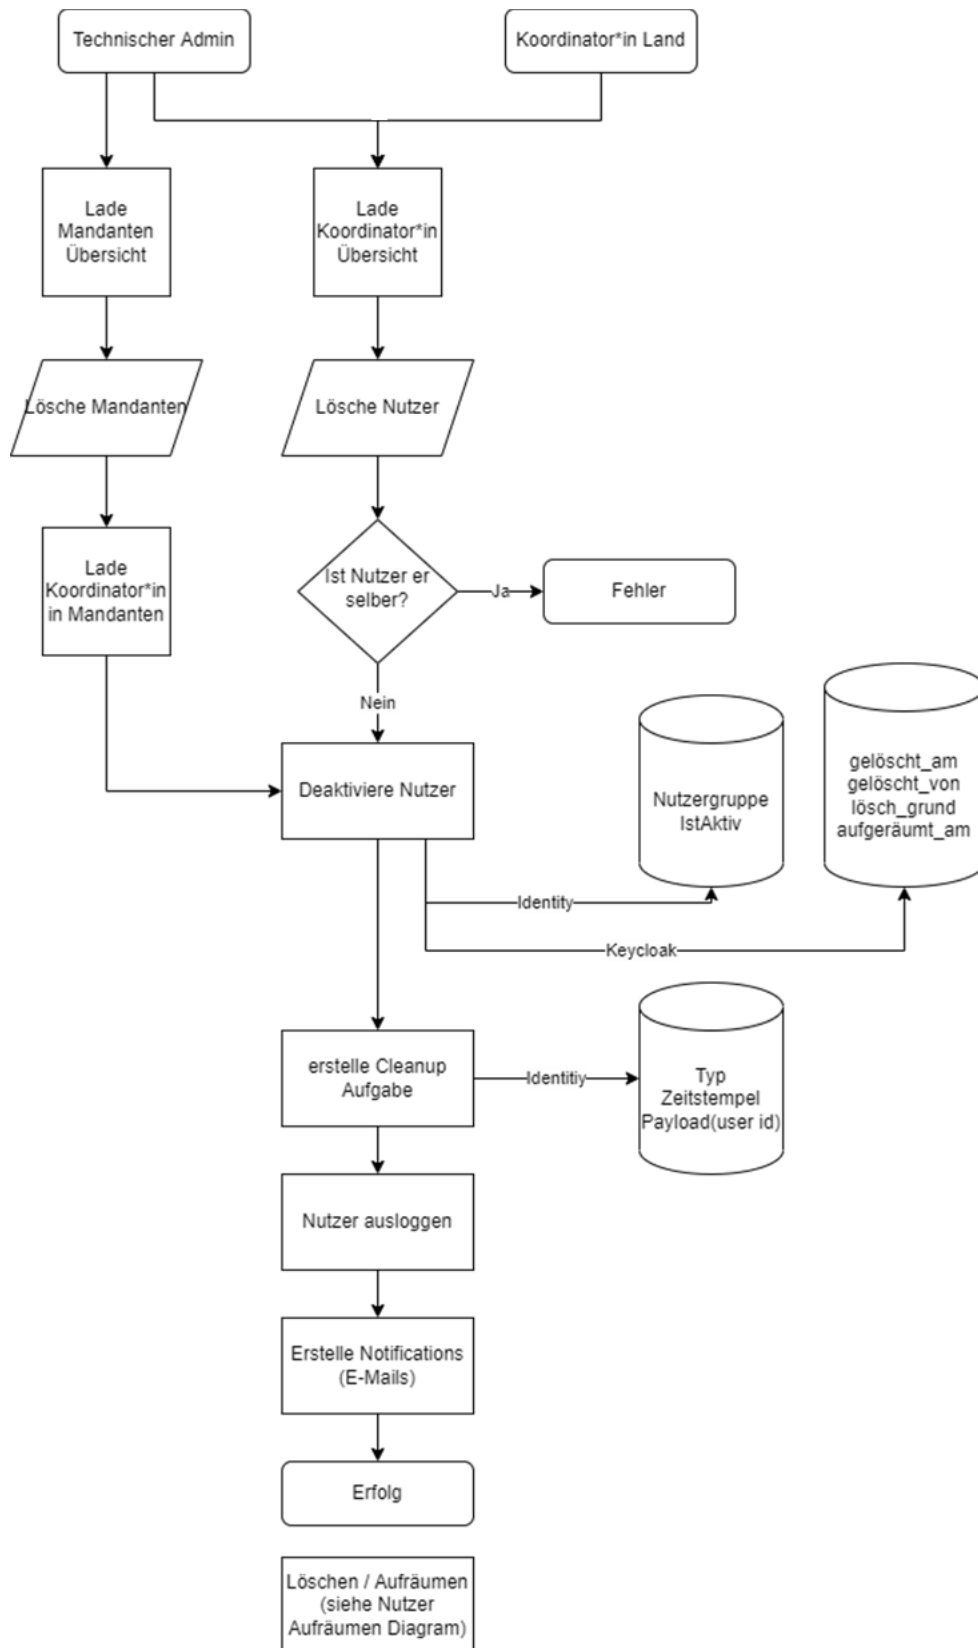 Technischer Admin
Koordinator*in Land
Lade
Mandanten
Übersicht
Lade
Koordinator*in
Übersicht
Lösche Mandanten
Lösche Nutzer
Lade
Koordinator*in
in Mandanten
Ist Nutzer er
selber?
Ja
Fehler
Nein
Deaktiviere Nutzer
Nutzergruppe
IstAktiv
gelöscht_am
gelöscht_von
lösch_grund
aufgeräumt_am
Identity
Keycloak
erstelle Cleanup
Aufgabe
Identitiy
Typ
Zeitstempel
Payload(user id)
Nutzer ausloggen
Erstelle Notifications
(E-Mails)
Erfolg
Löschen / Aufräumen
(siehe Nutzer
Aufräumen Diagram)